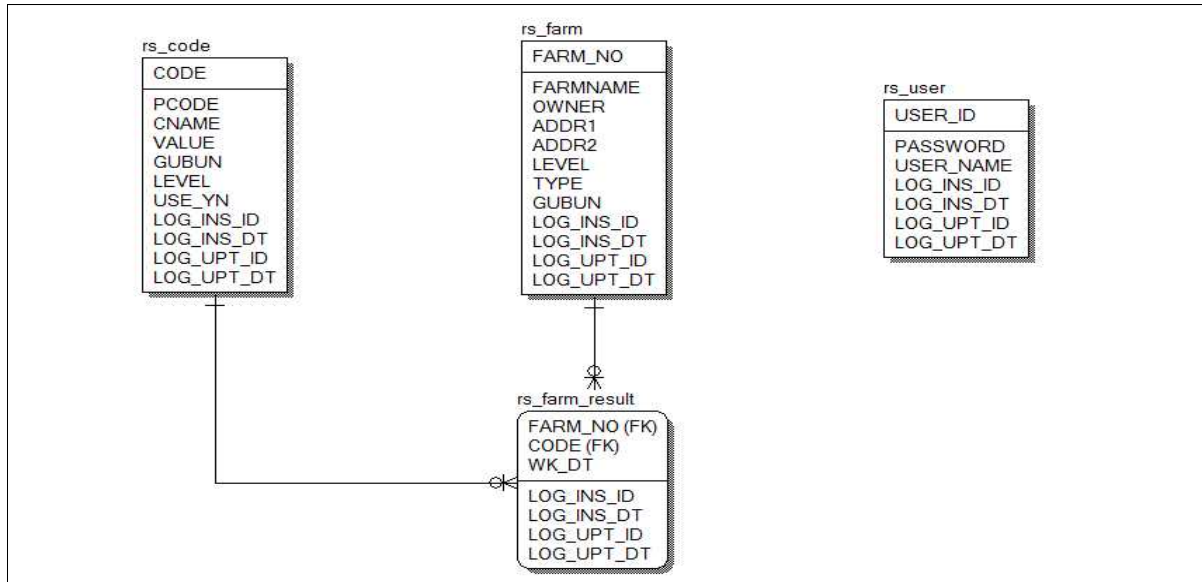 rs_code
CODE
PCODE
CNAME
VALUE
GUBUN
LEVEL
USE_YN
LOG_INS_ID
LOG_INS_DT
LOG_UPT_ID
LOG_UPT_DT
rs_farm
FARM_NO
FARMNAME
OWNER
ADDR1
ADDR2
LEVEL
TYPE
GUBUN
LOG_INS_ID
LOG_INS_DT
LOG_UPT_ID
LOG_UPT_DT
rs_user
USER_ID
PASSWORD
USER_NAME
LOG_INS_ID
LOG_INS_DT
LOG_UPT_ID
LOG_UPT_DT
rs_farm_result
FARM_NO (FK)
CODE (FK)
WK_DT
LOG_INS_ID
LOG_INS_DT
LOG_UPT_ID
LOG_UPT_DT